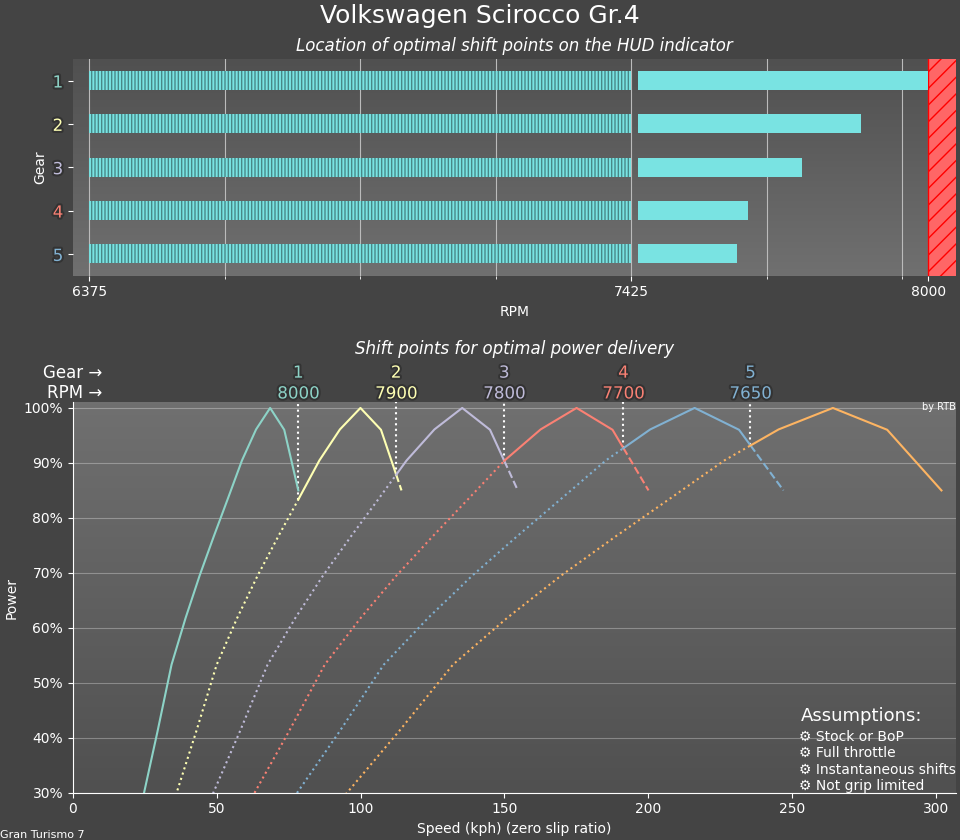 Volkswagen Scirocco Gr.4
Location of optimal shift points on the HUD indicator
Gear
1
2
3
4
5
6375 7425 8000
RPM
Shift points for optimal power delivery
Gear → 1 2 3 4 5
RPM → 8000 7900 7800 7700 7650
by RTB
Power
100%
90%
80%
70%
60%
50%
40%
30%
Assumptions:
⚙ Stock or BoP
⚙ Full throttle
⚙ Instantaneous shifts
⚙ Not grip limited
0 50 100 150 200 250 300
Speed (kph) (zero slip ratio)
Gran Turismo 7